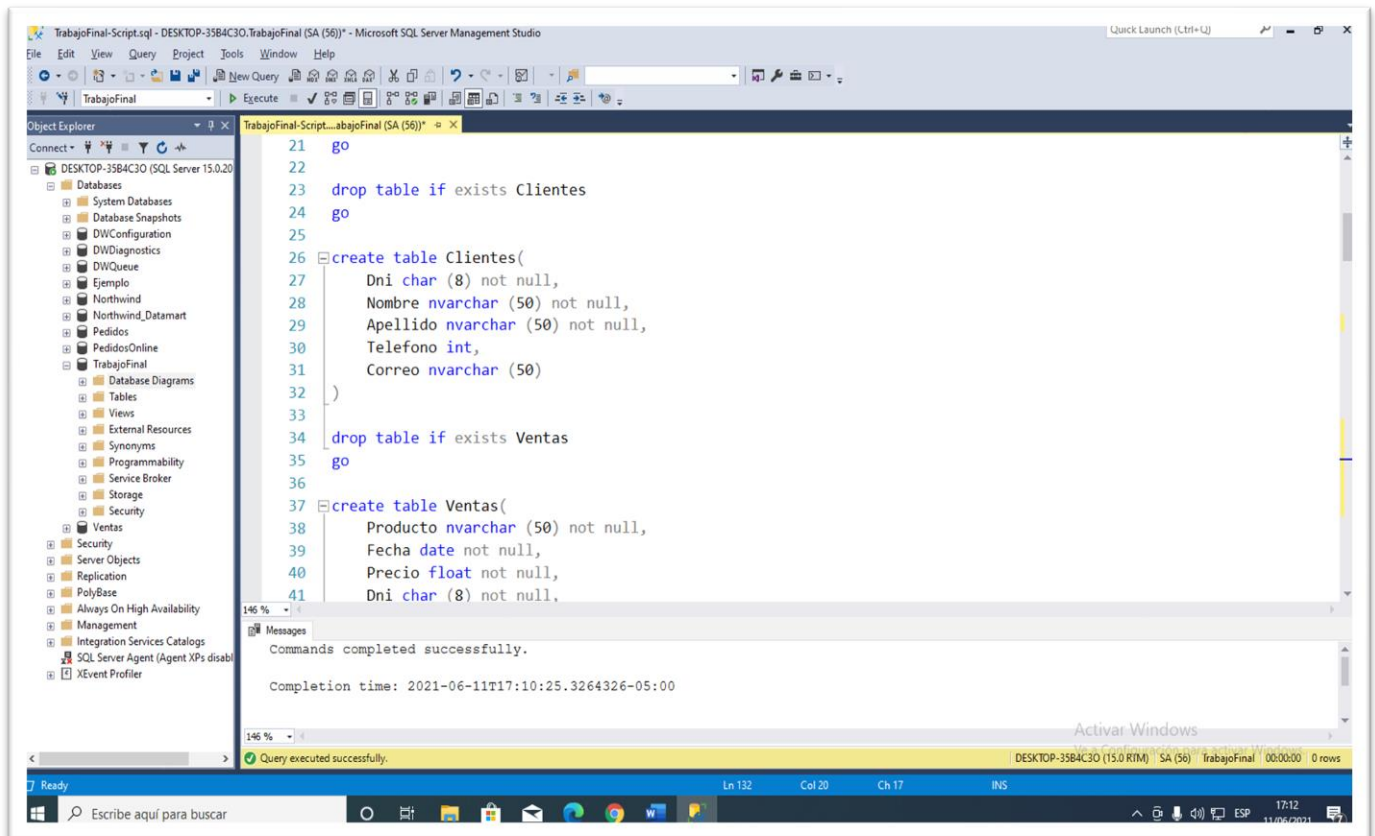 TrabajoFinal-Script.sql - DESKTOP-35B4C3O.TrabajoFinal (SA (56))* - Microsoft SQL Server Management Studio
Quick Launch (Ctrl+Q)
File Edit View Query Project Tools Window Help
New Query
TrabajoFinal
Execute
Object Explorer
TrabajoFinal-Script....abajoFinal (SA (56))*
Connect
DESKTOP-35B4C3O (SQL Server 15.0.20
Databases
System Databases
Database Snapshots
DWConfiguration
DWDiagnostics
DWQueue
Ejemplo
Northwind
Northwind_Datamart
Pedidos
PedidosOnline
TrabajoFinal
Database Diagrams
Tables
Views
External Resources
Synonyms
Programmability
Service Broker
Storage
Security
Ventas
Security
Server Objects
Replication
PolyBase
Always On High Availability
Management
Integration Services Catalogs
SQL Server Agent (Agent XPs disabl
XEvent Profiler
21 go
22
23 drop table if exists Clientes
24 go
25
26 create table Clientes(
27 Dni char (8) not null,
28 Nombre nvarchar (50) not null,
29 Apellido nvarchar (50) not null,
30 Telefono int,
31 Correo nvarchar (50)
32 )
33
34 drop table if exists Ventas
35 go
36
37 create table Ventas(
38 Producto nvarchar (50) not null,
39 Fecha date not null,
40 Precio float not null,
41 Dni char (8) not null,
146 %
Messages
Commands completed successfully.
Completion time: 2021-06-11T17:10:25.3264326-05:00
146 %
Activar Windows
Ve a Configuración para activar Windows.
Query executed successfully.
DESKTOP-35B4C3O (15.0 RTM) SA (56) TrabajoFinal 00:00:00 0 rows
Ready
Ln 132 Col 20 Ch 17 INS
Escribe aquí para buscar
ESP
17:12
11/06/2021